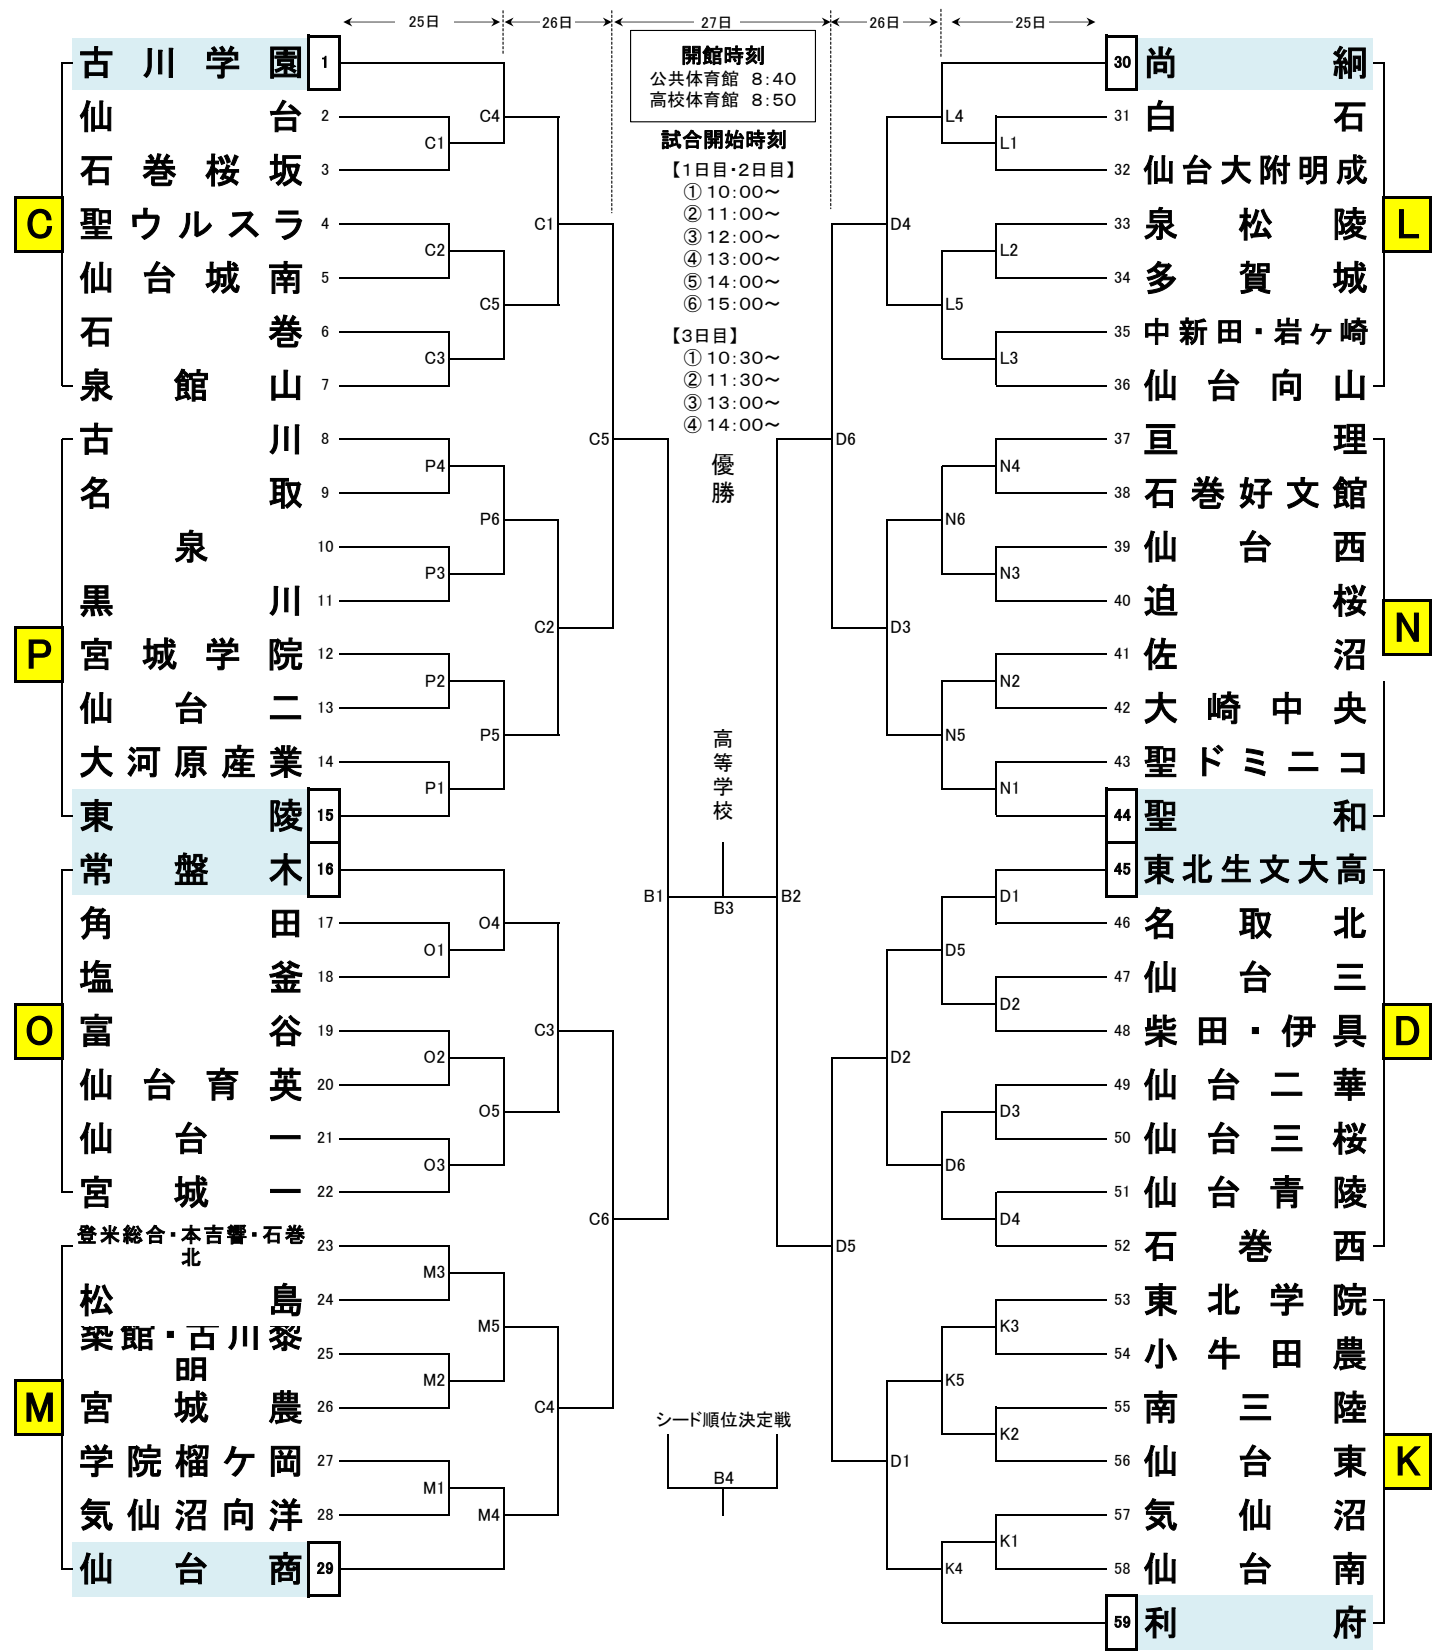 25日 26日 27日 26日 25日
開館時刻
公共体育館 8:40
高校体育館 8:50
試合開始時刻
【1日目・2日目】
① 10:00～
② 11:00～
③ 12:00～
④ 13:00～
⑤ 14:00～
⑥ 15:00～
【3日目】
① 10:30～
② 11:30～
③ 13:00～
④ 14:00～
優勝
高等学校
B1 B3 B2
シード順位決定戦
B4
C
古川学園 1
仙台 2
石巻桜坂 3
聖ウルスラ 4
仙台城南 5
石巻 6
泉館山 7
C4
C1
C1
C2
C5
C3
C5
P
古川 8
名取 9
泉 10
黒川 11
宮城学院 12
仙台二 13
大河原産業 14
東陵 15
P4
P6
P3
C2
P2
P5
P1
O
常盤木 16
角田 17
塩釜 18
富谷 19
仙台育英 20
仙台一 21
宮城一 22
O4
O1
C3
O2
O5
O3
C6
M
登米総合・本吉響・石巻
北 23
松島 24
築館・古川黎
明 25
宮城農 26
学院榴ケ岡 27
気仙沼向洋 28
仙台商 29
M3
M5
M2
C4
M1
M4
L
30 尚絅
31 白石
32 仙台大附明成
33 泉松陵
34 多賀城
35 中新田・岩ヶ崎
36 仙台向山
L4
L1
D4
L2
L5
L3
D6
N
37 亘理
38 石巻好文館
39 仙台西
40 迫桜
41 佐沼
42 大崎中央
43 聖ドミニコ
44 聖和
N4
N6
N3
D3
N2
N5
N1
D
45 東北生文大高
46 名取北
47 仙台三
48 柴田・伊具
49 仙台二華
50 仙台三桜
51 仙台青陵
52 石巻西
D1
D5
D2
D2
D3
D6
D4
D5
K
53 東北学院
54 小牛田農
55 南三陸
56 仙台東
57 気仙沼
58 仙台南
59 利府
K3
K5
K2
D1
K1
K4